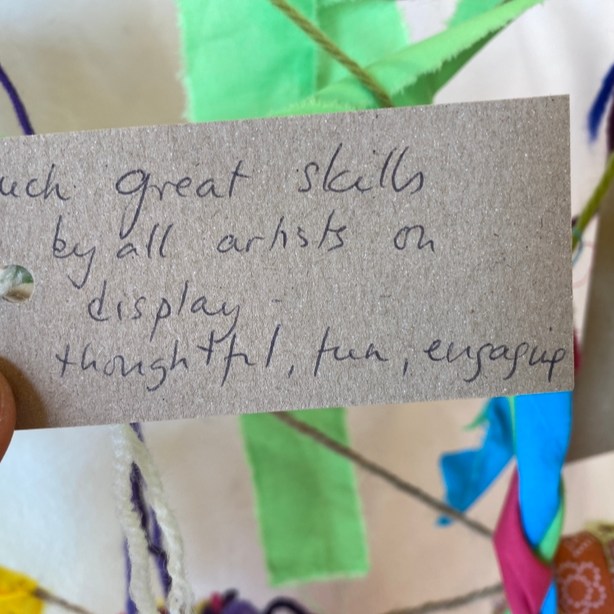 uch great skills
by all artists on
display -
thoughtful, fun, engaging